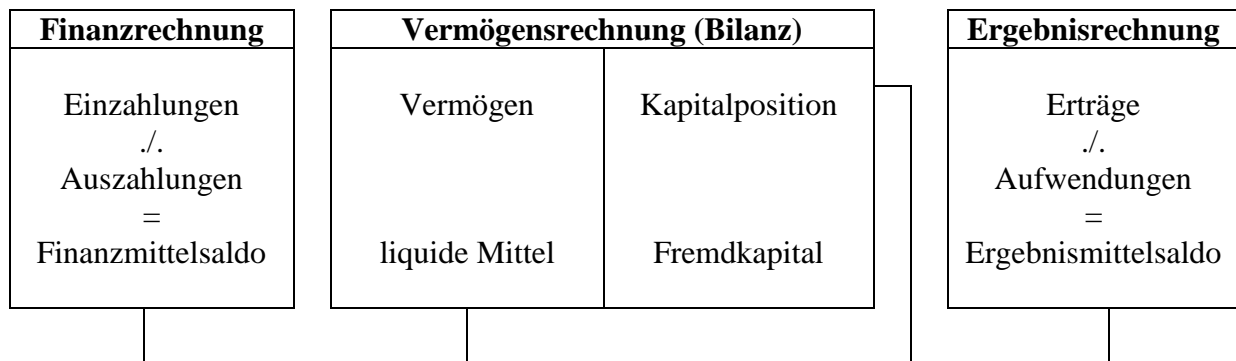 Finanzrechnung
Einzahlungen
./.
Auszahlungen
=
Finanzmittelsaldo
Vermögensrechnung (Bilanz)
Vermögen
liquide Mittel
Kapitalposition
Fremdkapital
Ergebnisrechnung
Erträge
./.
Aufwendungen
=
Ergebnismittelsaldo